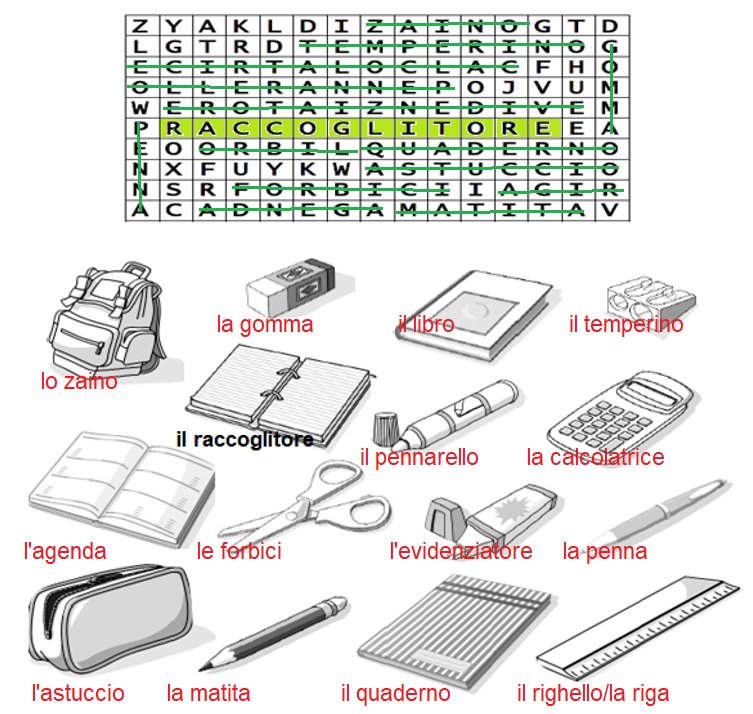 Z Y A K L D I Z A I N O G T D
L G T R D T E M P E R I N O G
E C I R T A L O C L A C F H O
O L L E R A N N E P O J V U M
W E R O T A I Z N E D I V E M
P R A C C O G L I T O R E E A
E O O R B I L Q U A D E R N O
N X F U Y K W A S T U C C I O
N S R F O R B I C I I A G I R
A C A D N E G A M A T I T A V
la gomma
il libro
il temperino
lo zaino
il raccoglitore
il pennarello
la calcolatrice
l'agenda
le forbici
l'evidenziatore
la penna
l'astuccio
la matita
il quaderno
il righello/la riga